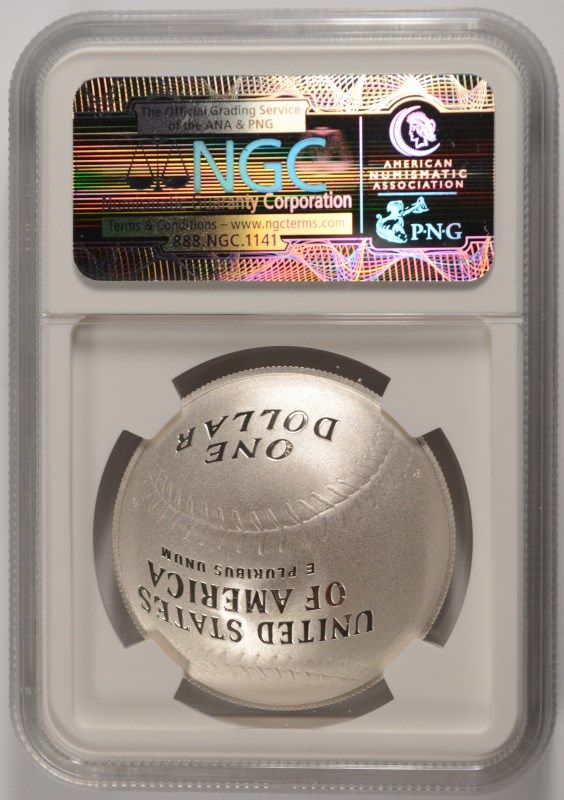 The Official Grading Service
of the ANA & PNG
NGC
Numismatic Guaranty Corporation
Terms & Conditions – www.ngcterms.com
888.NGC.1141
AMERICAN
NUMISMATIC
ASSOCIATION
P·N·G
UNITED STATES
OF AMERICA
E PLURIBUS UNUM
ONE
DOLLAR